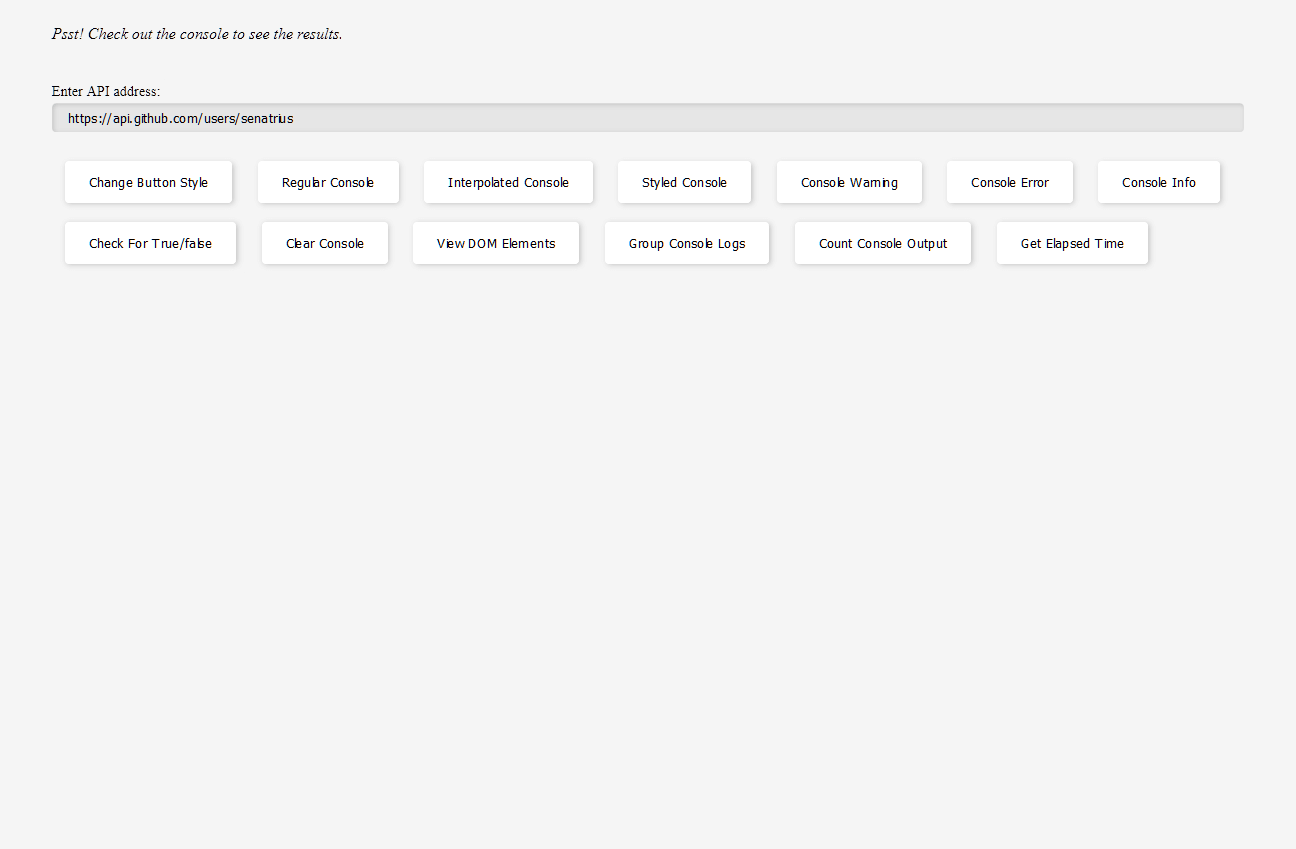 Psst! Check out the console to see the results.
Enter API address:
https://api.github.com/users/senatrius
Change Button Style Regular Console Interpolated Console Styled Console Console Warning Console Error Console Info
Check For True/false Clear Console View DOM Elements Group Console Logs Count Console Output Get Elapsed Time